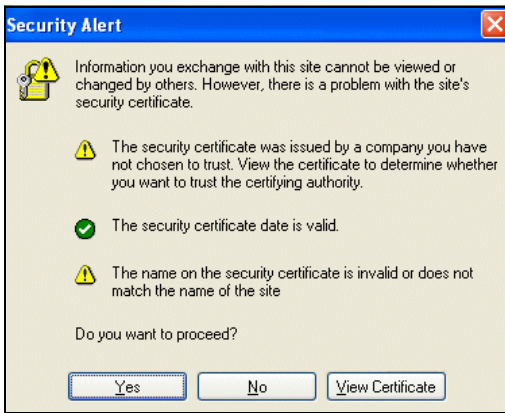 Security Alert
Information you exchange with this site cannot be viewed or
changed by others. However, there is a problem with the site's
security certificate.
The security certificate was issued by a company you have
not chosen to trust. View the certificate to determine whether
you want to trust the certifying authority.
The security certificate date is valid.
The name on the security certificate is invalid or does not
match the name of the site
Do you want to proceed?
Yes No View Certificate